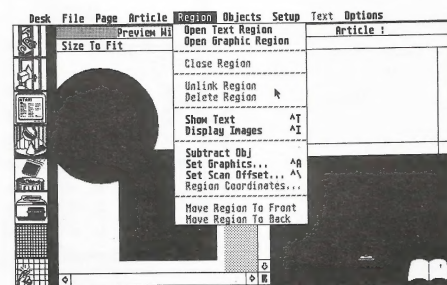 Desk File Page Article Region Objects Setup Text Options
Preview Wi
Article :
Size To Fit
Open Text Region
Open Graphic Region
Close Region
Unlink Region
Delete Region
Show Text ^T
Display Images ^I
Subtract Obj
Set Graphics... ^A
Set Scan Offset... ^\
Region Coordinates...
Move Region To Front
Move Region To Back